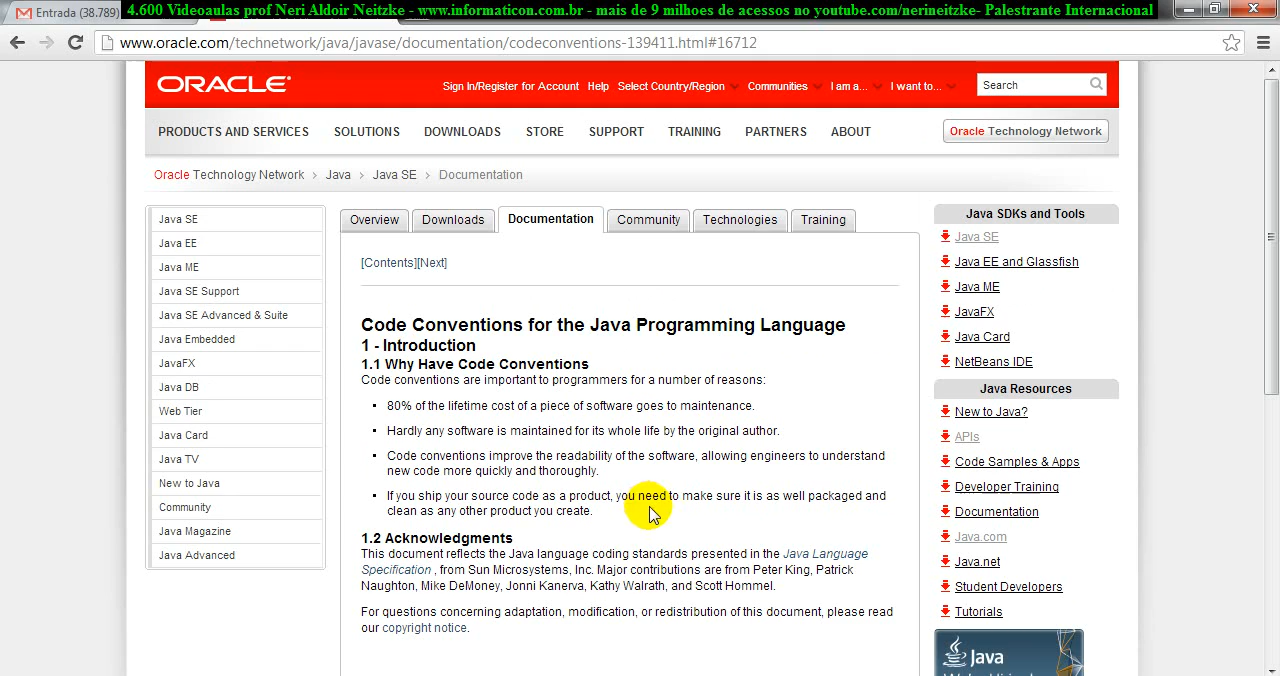 Entrada (38.789)
4.600 Videoaulas prof Neri Aldoir Neitzke - www.informaticon.com.br - mais de 9 milhoes de acessos no youtube.com/nerineitzke- Palestrante Internacional
www.oracle.com/technetwork/java/javase/documentation/codeconventions-139411.html#16712
ORACLE®
Sign In/Register for Account Help Select Country/Region Communities I am a... I want to... Search
PRODUCTS AND SERVICES SOLUTIONS DOWNLOADS STORE SUPPORT TRAINING PARTNERS ABOUT Oracle Technology Network
Oracle Technology Network > Java > Java SE > Documentation
Java SE
Java EE
Java ME
Java SE Support
Java SE Advanced & Suite
Java Embedded
JavaFX
Java DB
Web Tier
Java Card
Java TV
New to Java
Community
Java Magazine
Java Advanced
Overview Downloads Documentation Community Technologies Training
[Contents][Next]
Code Conventions for the Java Programming Language
1 - Introduction
1.1 Why Have Code Conventions
Code conventions are important to programmers for a number of reasons:
▪ 80% of the lifetime cost of a piece of software goes to maintenance.
▪ Hardly any software is maintained for its whole life by the original author.
▪ Code conventions improve the readability of the software, allowing engineers to understand
new code more quickly and thoroughly.
▪ If you ship your source code as a product, you need to make sure it is as well packaged and
clean as any other product you create.
1.2 Acknowledgments
This document reflects the Java language coding standards presented in the Java Language
Specification , from Sun Microsystems, Inc. Major contributions are from Peter King, Patrick
Naughton, Mike DeMoney, Jonni Kanerva, Kathy Walrath, and Scott Hommel.
For questions concerning adaptation, modification, or redistribution of this document, please read
our copyright notice.
Java SDKs and Tools
Java SE
Java EE and Glassfish
Java ME
JavaFX
Java Card
NetBeans IDE
Java Resources
New to Java?
APIs
Code Samples & Apps
Developer Training
Documentation
Java.com
Java.net
Student Developers
Tutorials
Java